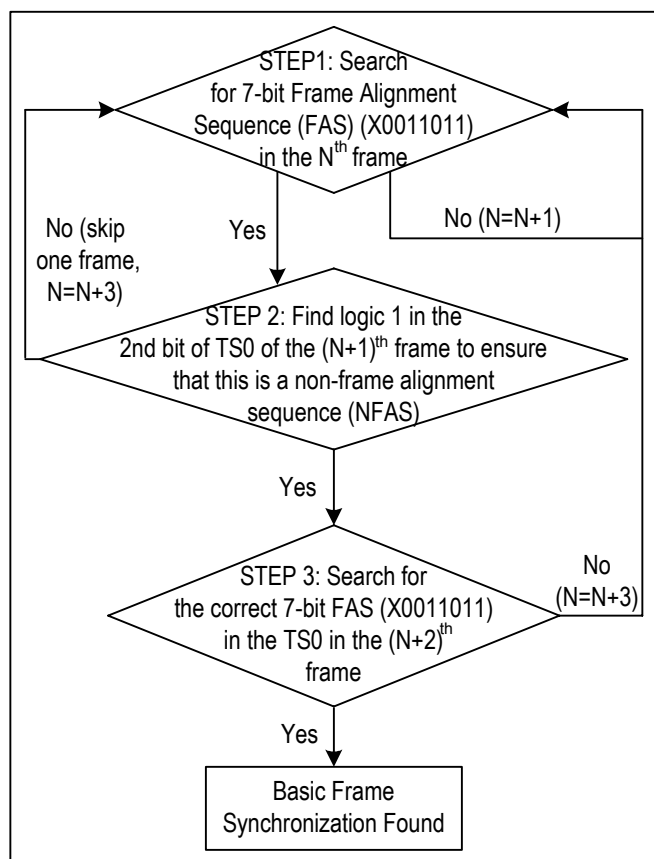 STEP1: Search
for 7-bit Frame Alignment
Sequence (FAS) (X0011011)
in the Nth frame
No (skip
one frame,
N=N+3)
Yes
No (N=N+1)
STEP 2: Find logic 1 in the
2nd bit of TS0 of the (N+1)th frame to ensure
that this is a non-frame alignment
sequence (NFAS)
Yes
STEP 3: Search for
the correct 7-bit FAS (X0011011)
in the TS0 in the (N+2)th
frame
No
(N=N+3)
Yes
Basic Frame
Synchronization Found